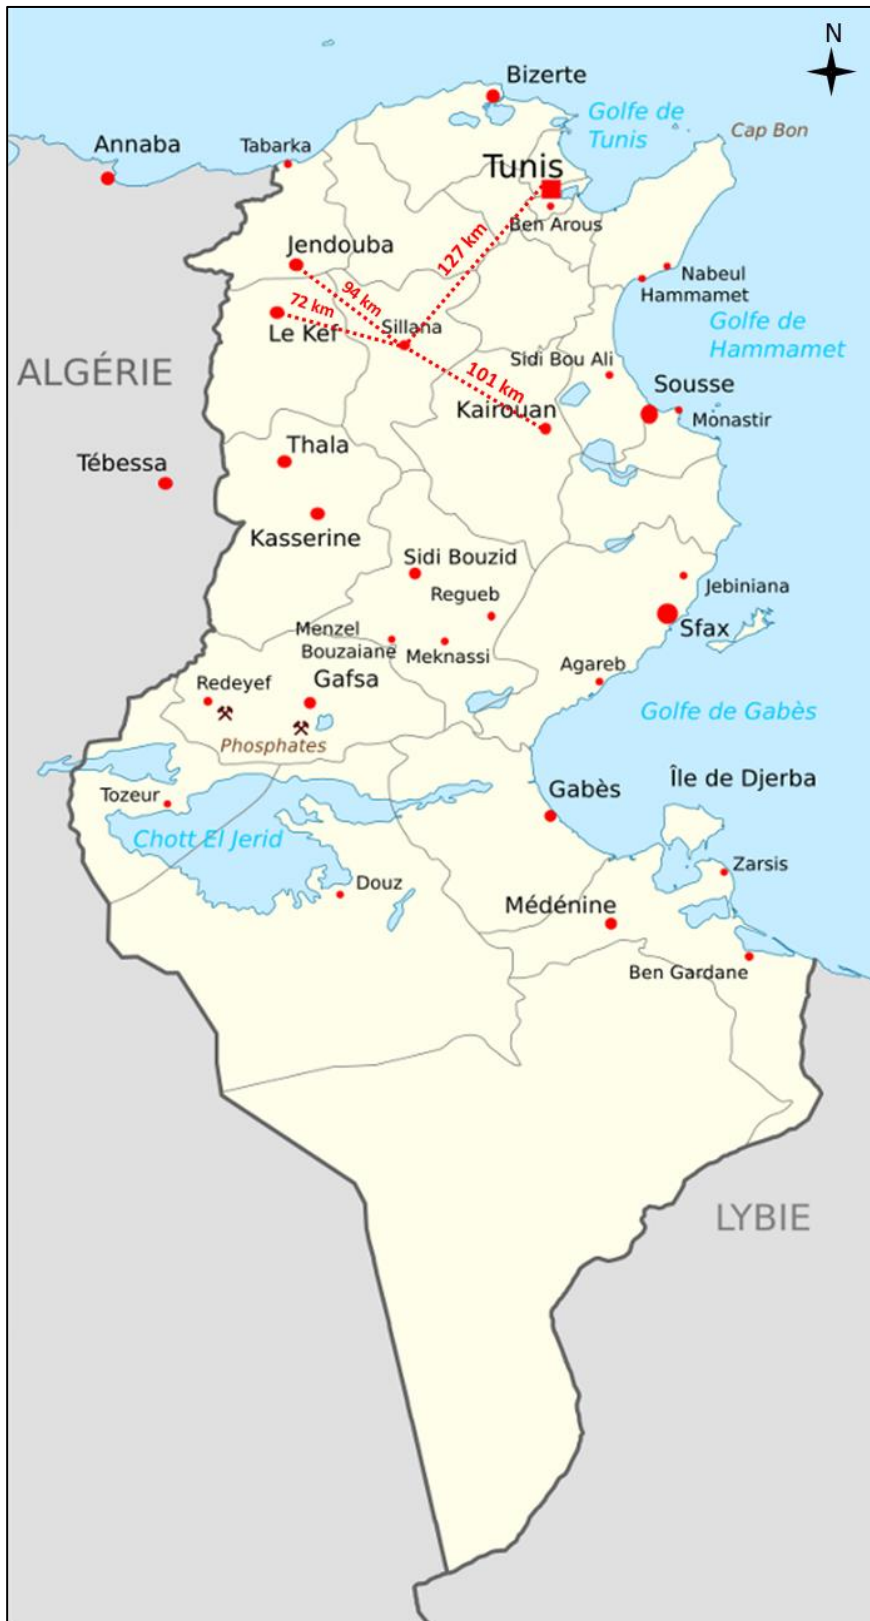 N
Bizerte
Golfe de
Tunis
Cap Bon
Annaba
Tabarka
Tunis
Ben Arous
Jendouba
127 km
Nabeul
Hammamet
94 km
72 km
Le Kef
Sillana
Golfe de
Hammamet
ALGÉRIE
Sidi Bou Ali
101 km
Sousse
Kairouan
Monastir
Thala
Tébessa
Kasserine
Sidi Bouzid
Jebiniana
Regueb
Sfax
Menzel
Bouzaiane
Meknassi
Agareb
Redeyef
Gafsa
Golfe de Gabès
Phosphates
Île de Djerba
Tozeur
Gabès
Chott El Jerid
Zarsis
Douz
Médénine
Ben Gardane
LYBIE